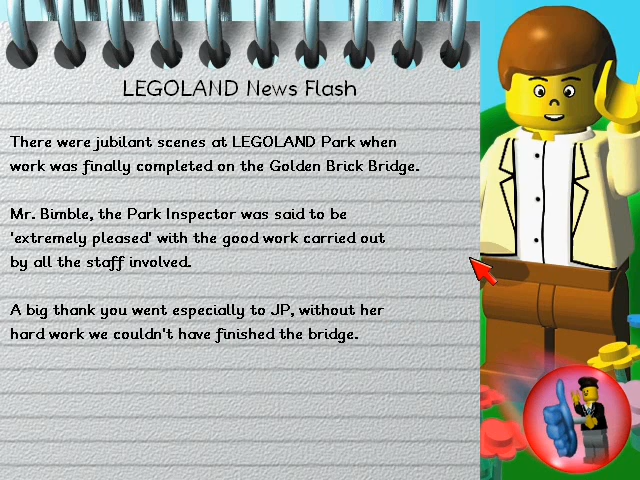 LEGOLAND News Flash
There were jubilant scenes at LEGOLAND Park when
work was finally completed on the Golden Brick Bridge.
Mr. Bimble, the Park Inspector was said to be
'extremely pleased' with the good work carried out
by all the staff involved.
A big thank you went especially to JP, without her
hard work we couldn't have finished the bridge.